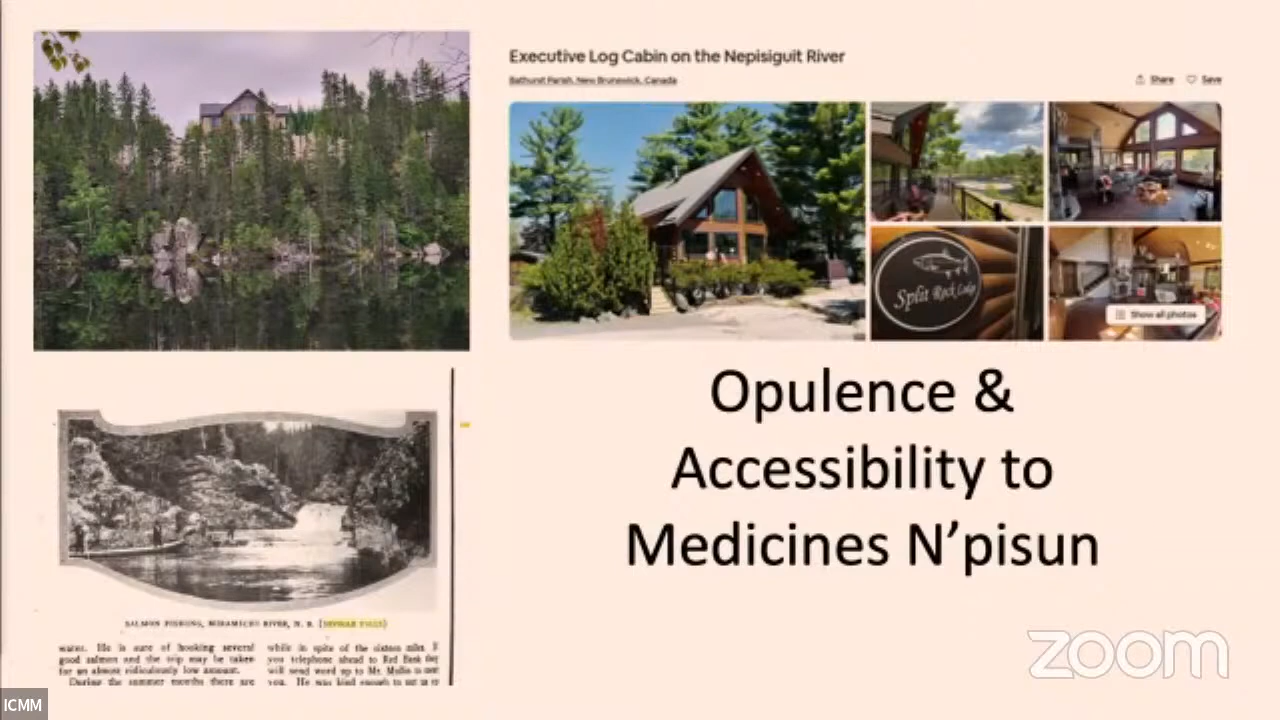 Executive Log Cabin on the Nepisiguit River
Bathurst Parish, New Brunswick, Canada
Share
Save
Split Rock Lodge
Show all photos
Opulence &
Accessibility to
Medicines N’pisun
SALMON FISHING, MIRAMICHI RIVER, N. B.
water. He is sure of hooking several
good salmon and the trip may be taken
for an almost ridiculously low amount.
During the summer months there are
while in spite of the sixteen miles
you telephone ahead to Red Bank they
will send word up to Mr. Mullin to
you. He was kind enough to
zoom
ICMM